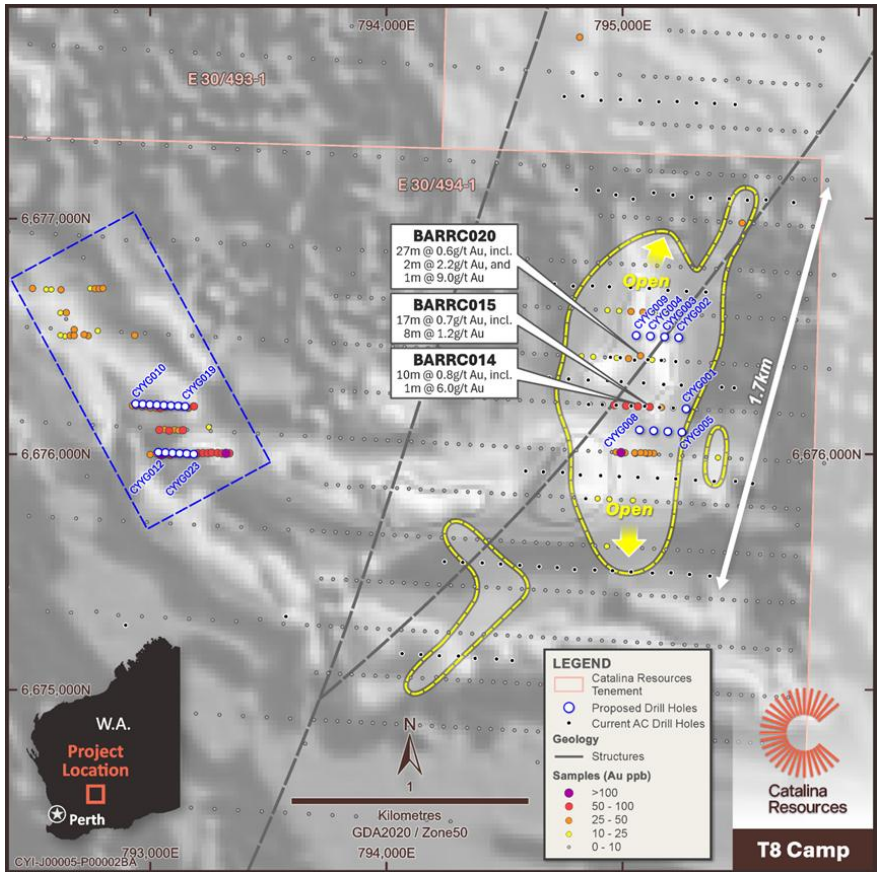 794,000E
795,000E
E 30/493-1
E 30/494-1
6,677,000N
BARRC020
27m @ 0.6g/t Au, incl.
2m @ 2.2g/t Au, and
1m @ 9.0g/t Au
Open
CYYG009
CYYG004
CYYG003
CYYG002
BARRC015
17m @ 0.7g/t Au, incl.
8m @ 1.2g/t Au
BARRC014
10m @ 0.8g/t Au, incl.
1m @ 6.0g/t Au
CYYG010
CYYG019
CYYG001
1.7km
CYYG008
CYYG005
6,676,000N
6,676,000N
CYYG012
CYYG023
Open
6,675,000N
W.A.
Project
Location
Perth
N
1
Kilometres
GDA2020 / Zone50
LEGEND
Catalina Resources
Tenement
Proposed Drill Holes
Current AC Drill Holes
Geology
Structures
Samples (Au ppb)
>100
50 - 100
25 - 50
10 - 25
0 - 10
Catalina
Resources
T8 Camp
CYI-J00005-P00002BA
793,000E
794,000E